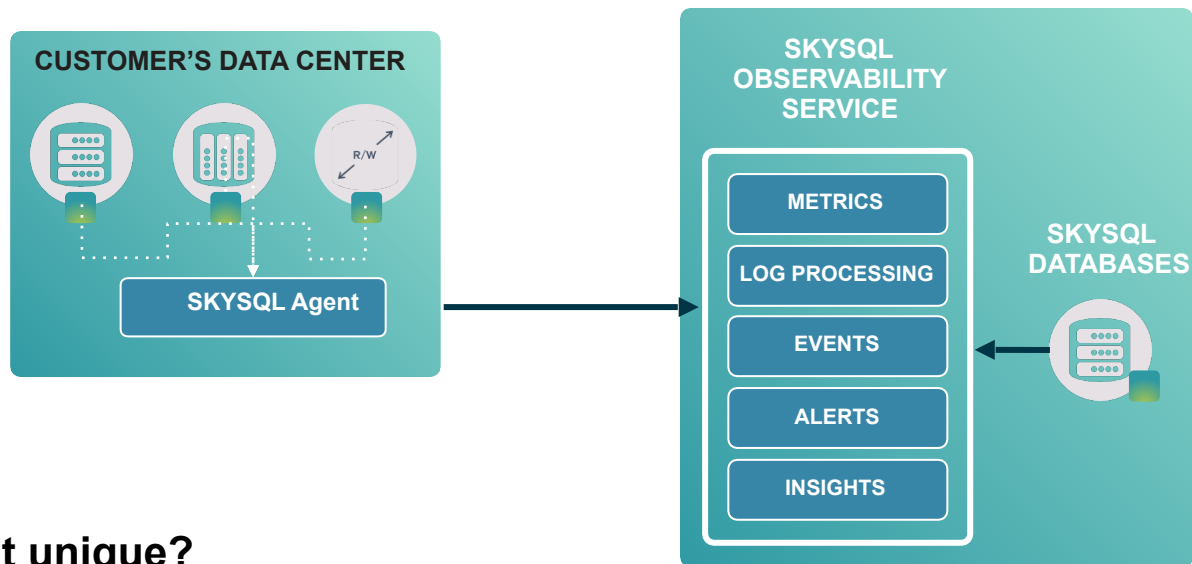 CUSTOMER'S DATA CENTER
R/W
SKYSQL Agent
SKYSQL
OBSERVABILITY
SERVICE
METRICS
LOG PROCESSING
EVENTS
ALERTS
INSIGHTS
SKYSQL
DATABASES
t unique?